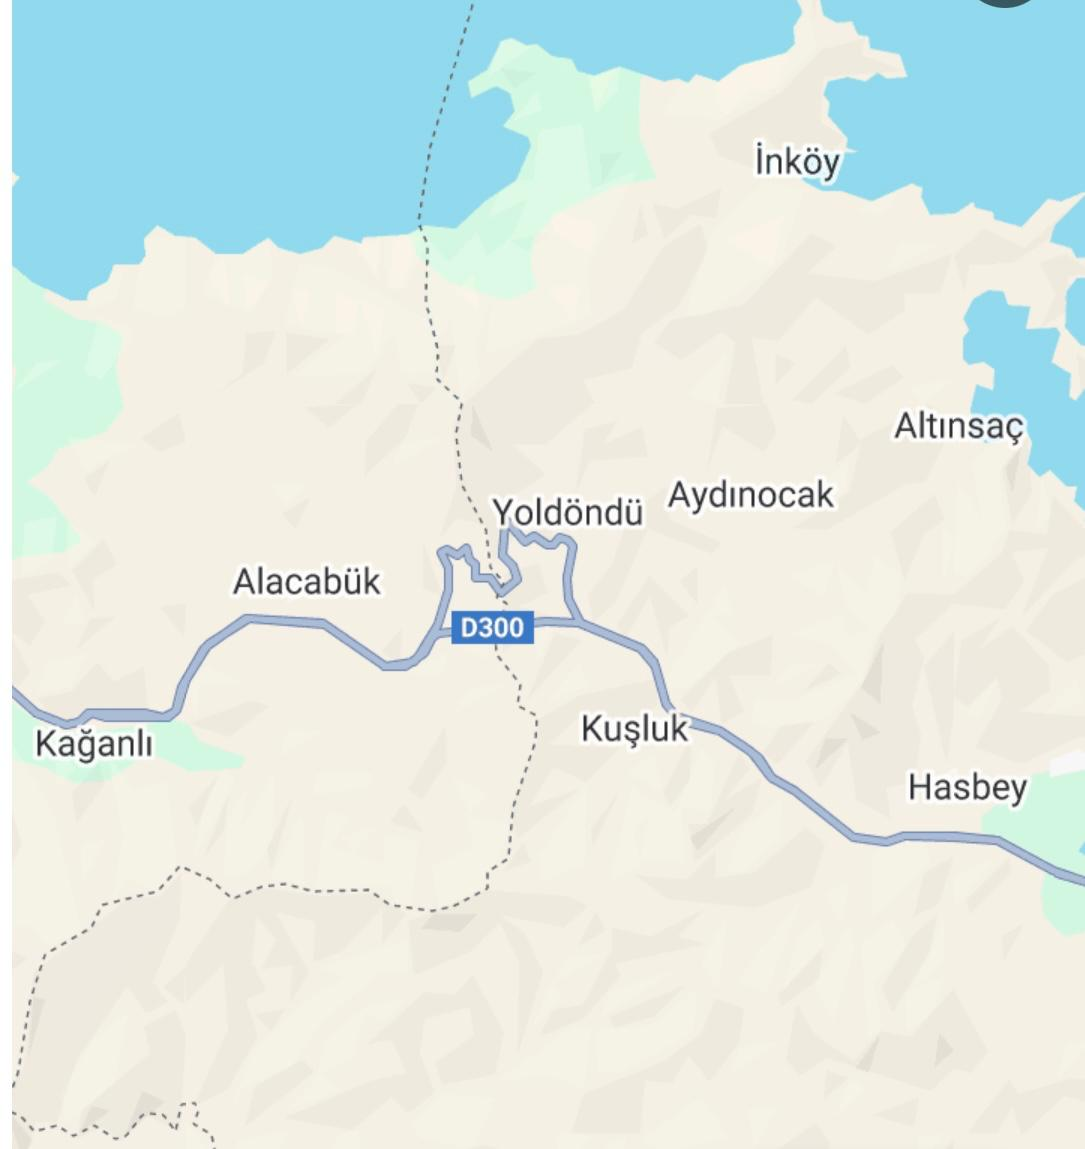 İnköy
Altınsaç
Aydınocak
Yoldöndü
Alacabük
D300
Kuşluk
Kağanlı
Hasbey